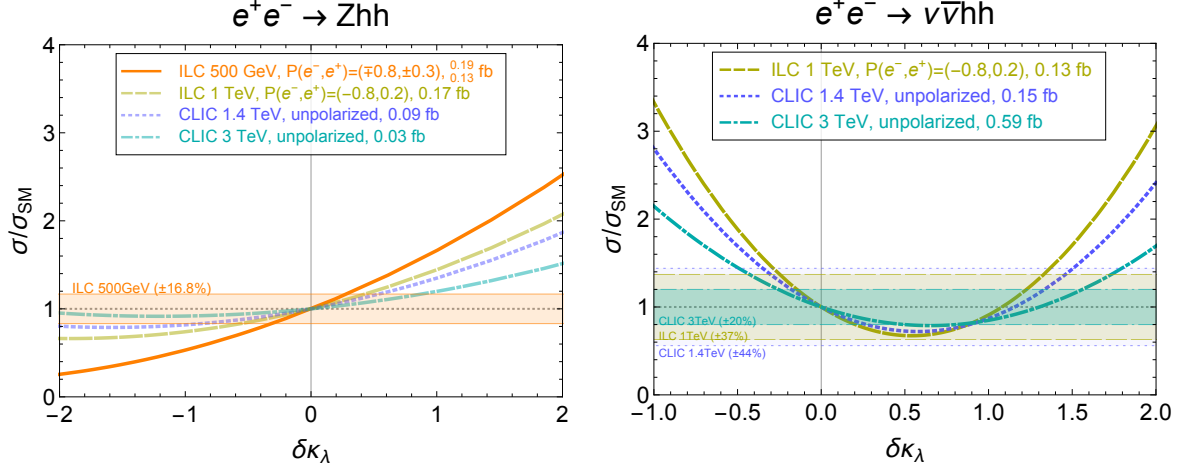 e⁺e⁻ → Zhh
4
3
2
1
0
σ/σSM
ILC 500 GeV, P(e⁻,e⁺)=(∓0.8,±0.3), 0.19 0.13 fb
ILC 1 TeV, P(e⁻,e⁺)=(−0.8,0.2), 0.17 fb
CLIC 1.4 TeV, unpolarized, 0.09 fb
CLIC 3 TeV, unpolarized, 0.03 fb
ILC 500GeV (±16.8%)
−2 −1 0 1 2
δκλ
e⁺e⁻ → νν̅hh
4
3
2
1
0
σ/σSM
ILC 1 TeV, P(e⁻,e⁺)=(−0.8,0.2), 0.13 fb
CLIC 1.4 TeV, unpolarized, 0.15 fb
CLIC 3 TeV, unpolarized, 0.59 fb
CLIC 3TeV (±20%)
ILC 1TeV (±37%)
CLIC 1.4TeV (±44%)
−1.0 −0.5 0.0 0.5 1.0 1.5 2.0
δκλ